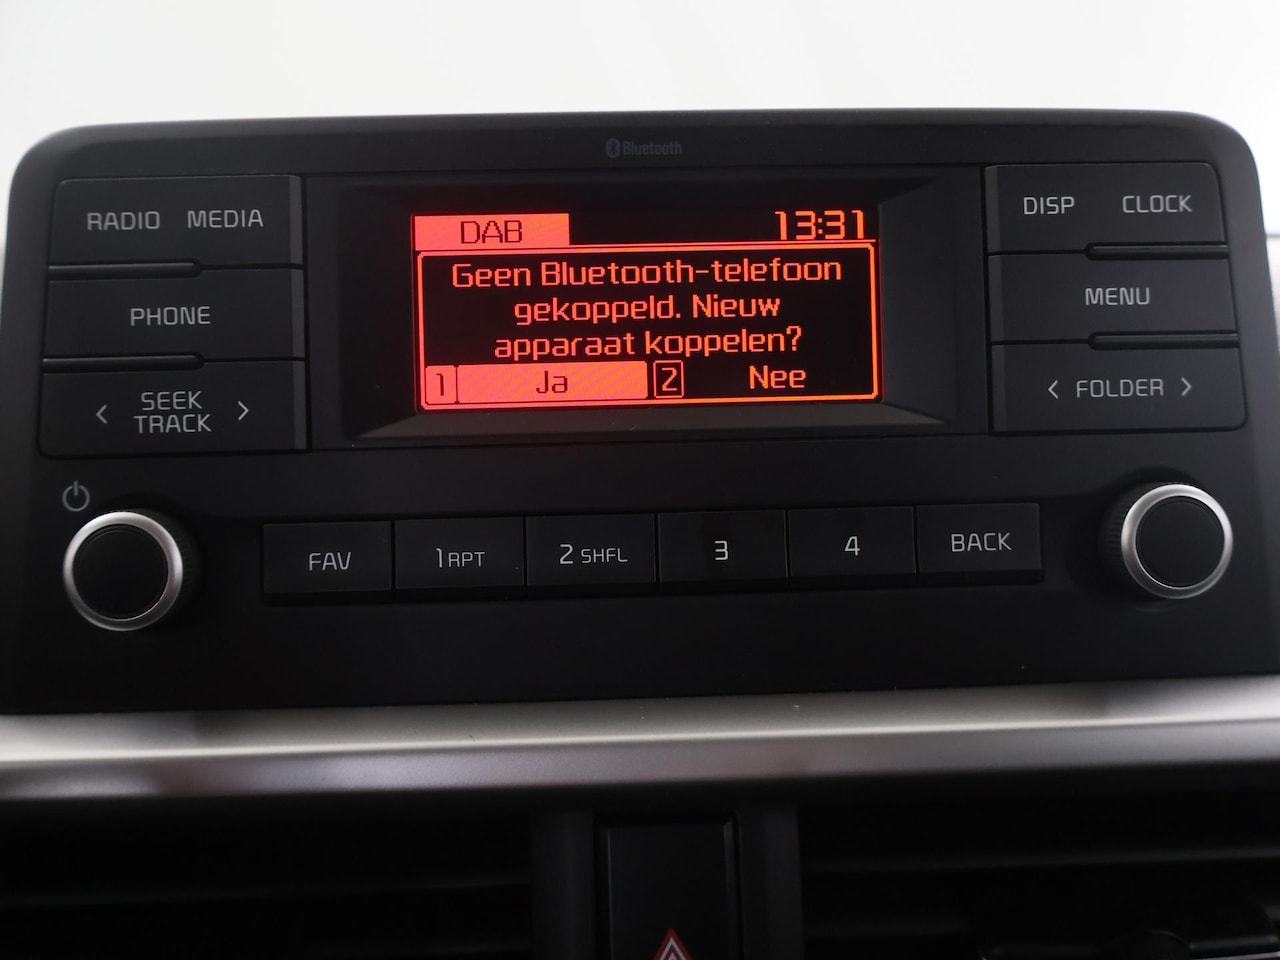 Bluetooth
RADIO MEDIA
PHONE
< SEEK TRACK >
DAB 13:31
Geen Bluetooth-telefoon
gekoppeld. Nieuw
apparaat koppelen?
1 Ja 2 Nee
DISP CLOCK
MENU
< FOLDER >
FAV 1 RPT 2 SHFL 3 4 BACK